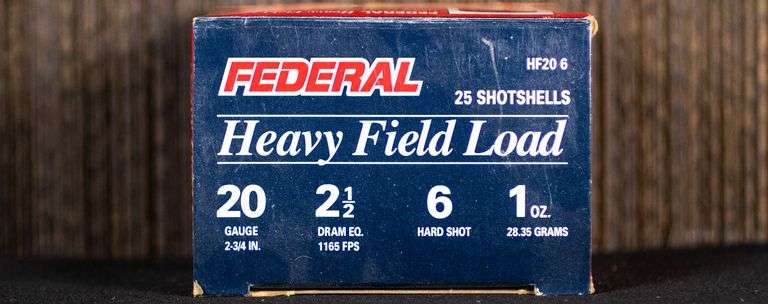 FEDERAL
HF20 6
25 SHOTSHELLS
Heavy Field Load
20 2 1/2 6 1 OZ.
GAUGE DRAM EQ. HARD SHOT 28.35 GRAMS
2-3/4 IN. 1165 FPS